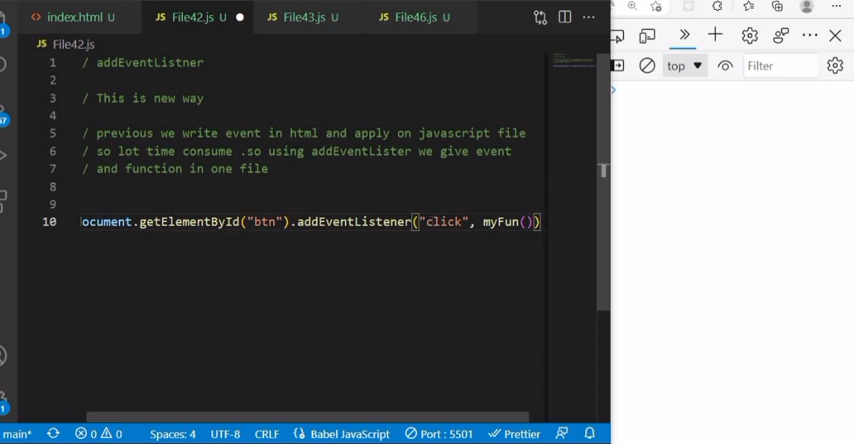 index.html U
JS File42.js U
JS File43.js U
JS File46.js U
JS File42.js
1 / addEventListner
2
3 / This is new way
4
5 / previous we write event in html and apply on javascript file
6 / so lot time consume .so using addEventLister we give event
7 / and function in one file
8
9
10 ocument.getElementById("btn").addEventListener("click", myFun())
main* 0 0 Spaces: 4 UTF-8 CRLF Babel JavaScript Port : 5501 Prettier
top
Filter